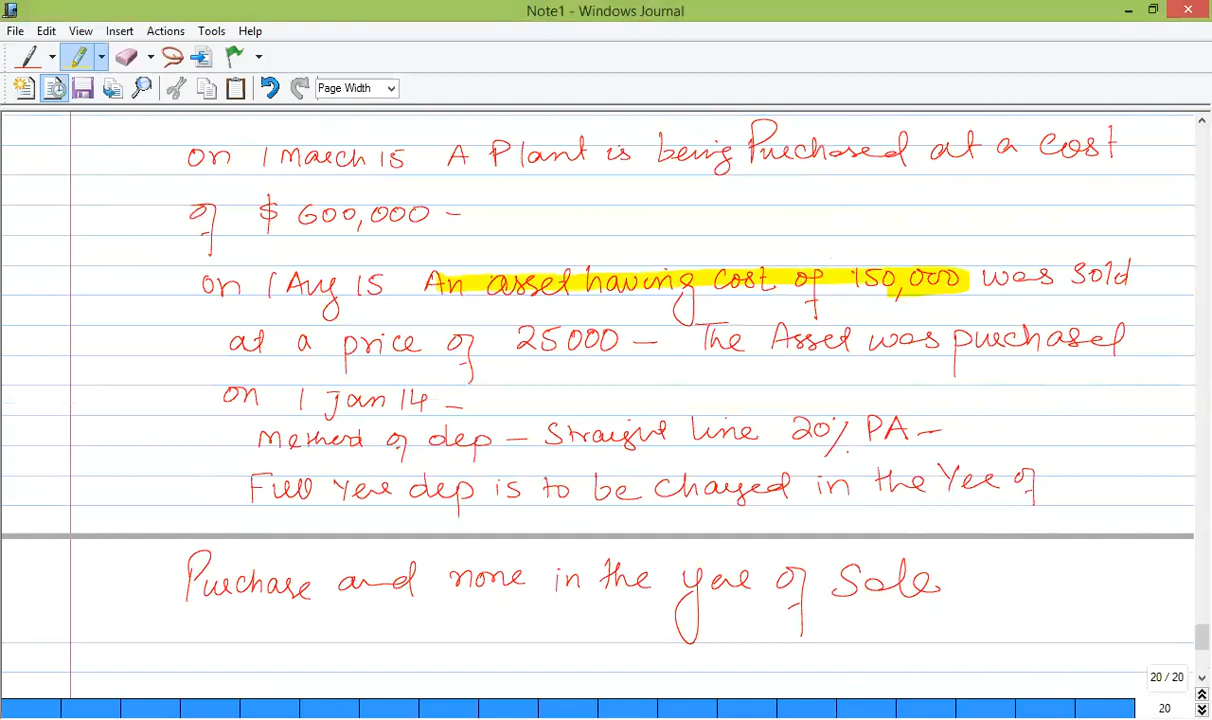 Note1 - Windows Journal
File Edit View Insert Actions Tools Help
Page Width
on 1 March 15 A Plant is being Purchased at a cost
of $ 600,000 -
on 1 Aug 15 An asset having cost of 150,000 was sold
at a price of 25000 - The Asset was purchased
on 1 Jan 14 -
Method of dep - Straight line 20% PA -
Full Year dep is to be charged in the Year of
Purchase and none in the year of Sale
20 / 20
20